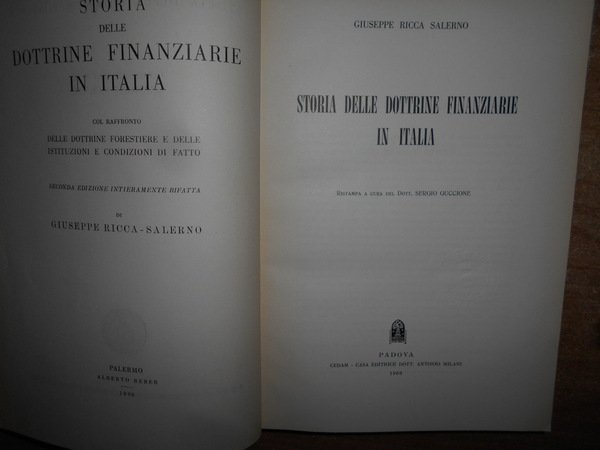 STORIA
DELLE
DOTTRINE FINANZIARIE
IN ITALIA
COL RAFFRONTO
DELLE DOTTRINE FORESTIERE E DELLE
ISTITUZIONI E CONDIZIONI DI FATTO
SECONDA EDIZIONE INTIERAMENTE RIFATTA
DI
GIUSEPPE RICCA-SALERNO
PALERMO
ALBERTO REBER
GIUSEPPE RICCA SALERNO
STORIA DELLE DOTTRINE FINANZIARIE
IN ITALIA
RISTAMPA A CURA DEL DOTT. SERGIO GUCCIONE
PADOVA
CEDAM - CASA EDITRICE DOTT. ANTONIO MILANI